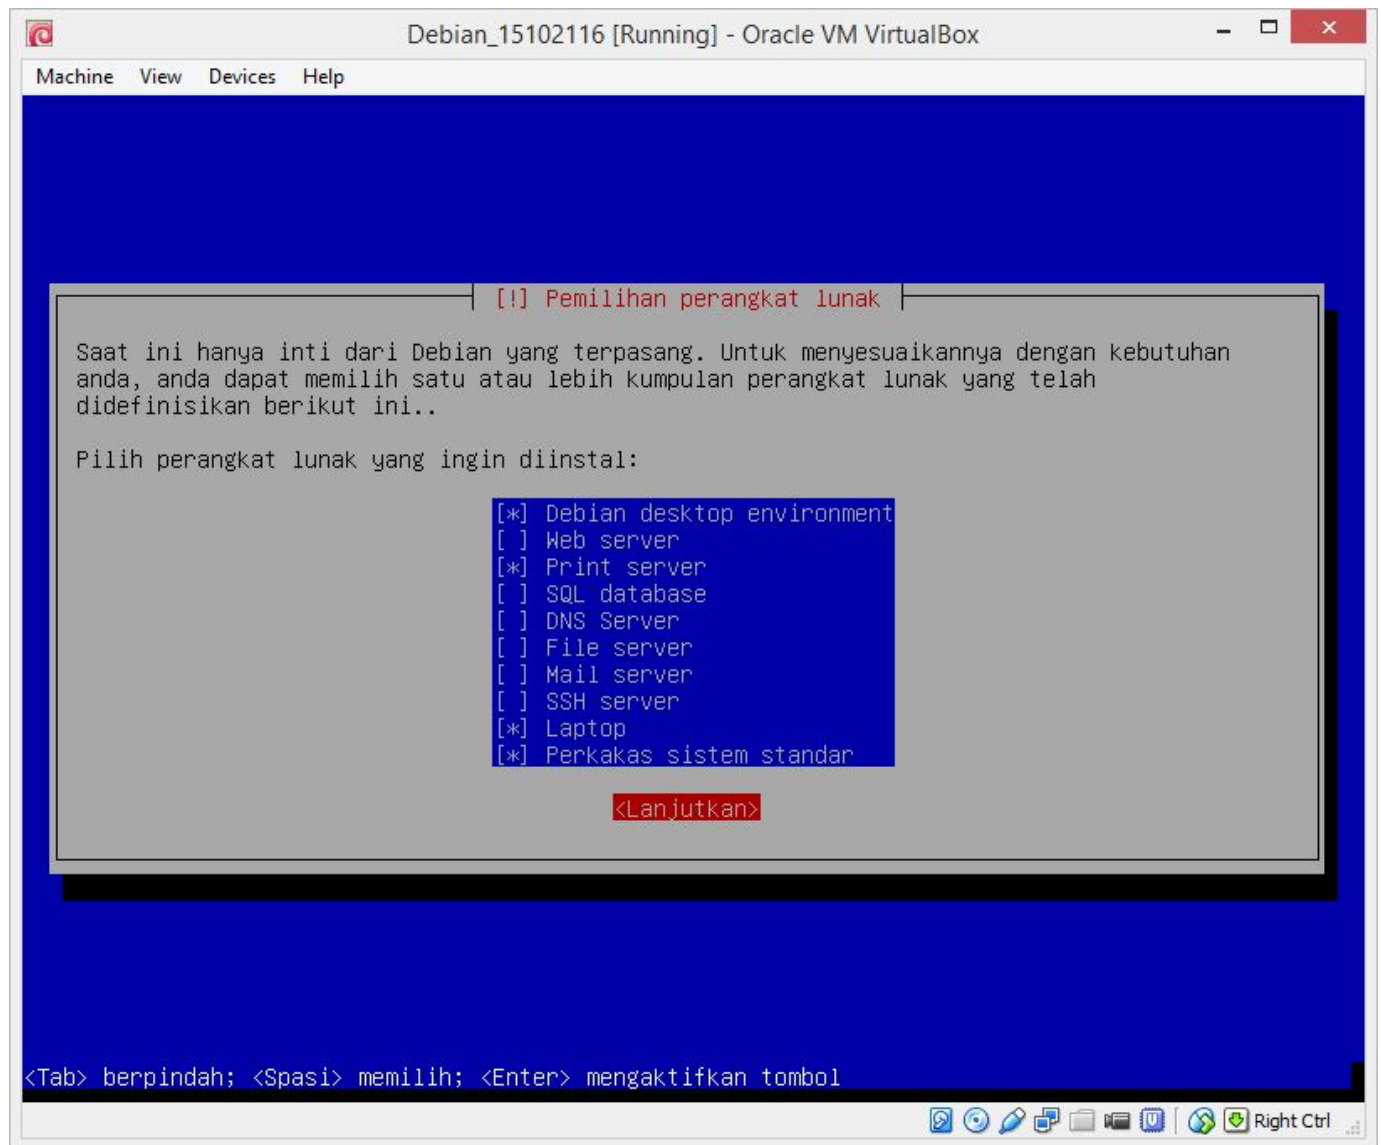 Debian_15102116 [Running] - Oracle VM VirtualBox
Machine View Devices Help
[!] Pemilihan perangkat lunak
Saat ini hanya inti dari Debian yang terpasang. Untuk menyesuaikannya dengan kebutuhan
anda, anda dapat memilih satu atau lebih kumpulan perangkat lunak yang telah
didefinisikan berikut ini..
Pilih perangkat lunak yang ingin diinstal:
[*] Debian desktop environment
[ ] Web server
[*] Print server
[ ] SQL database
[ ] DNS Server
[ ] File server
[ ] Mail server
[ ] SSH server
[*] Laptop
[*] Perkakas sistem standar
<Lanjutkan>
<Tab> berpindah; <Spasi> memilih; <Enter> mengaktifkan tombol
Right Ctrl